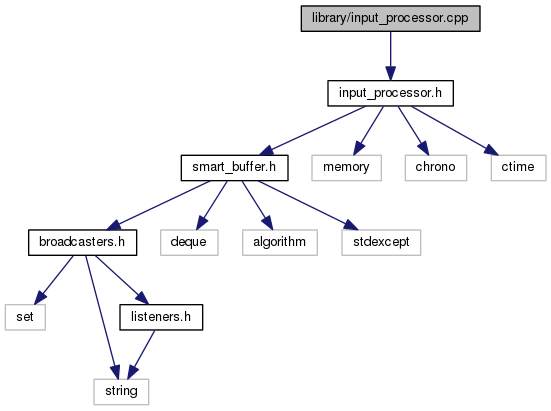 library/input_processor.cpp
input_processor.h
smart_buffer.h
memory
chrono
ctime
broadcasters.h
deque
algorithm
stdexcept
set
listeners.h
string